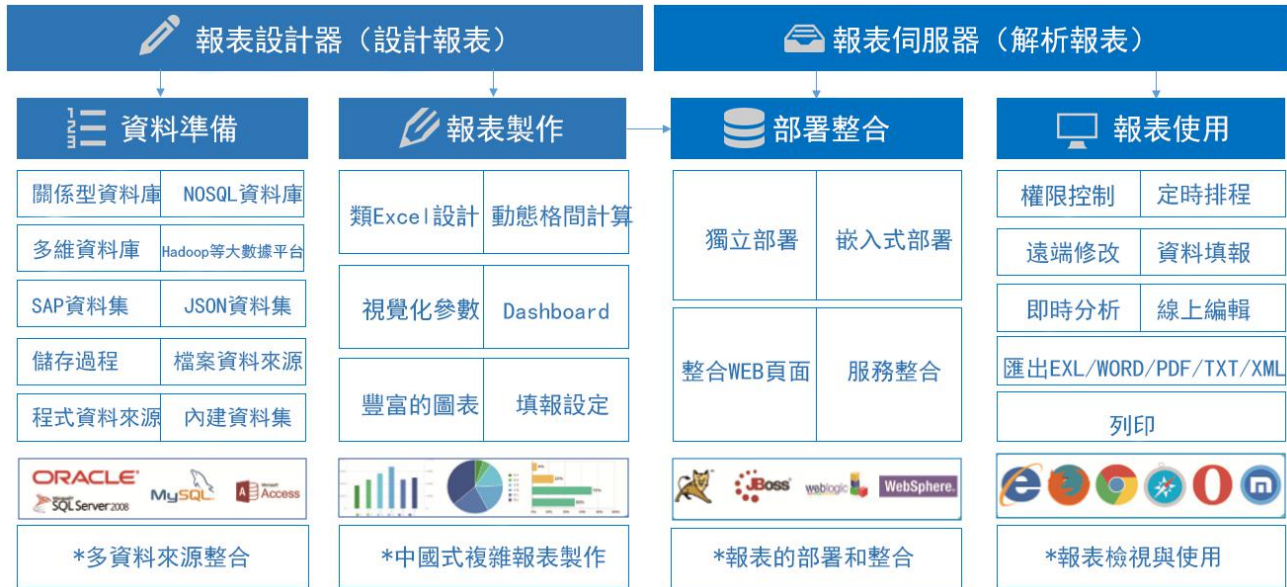 報表設計器（設計報表）
報表伺服器（解析報表）
資料準備
報表製作
部署整合
報表使用
關係型資料庫
NOSQL資料庫
多維資料庫
Hadoop等大數據平台
SAP資料集
JSON資料集
儲存過程
檔案資料來源
程式資料來源
內建資料集
ORACLE
MySQL
Microsoft Access
SQL Server 2008
*多資料來源整合
類Excel設計
動態格間計算
視覺化參數
Dashboard
豐富的圖表
填報設定
*中國式複雜報表製作
獨立部署
嵌入式部署
整合WEB頁面
服務整合
JBoss
weblogic
WebSphere.
*報表的部署和整合
權限控制
定時排程
遠端修改
資料填報
即時分析
線上編輯
匯出EXL/WORD/PDF/TXT/XML
列印
*報表檢視與使用